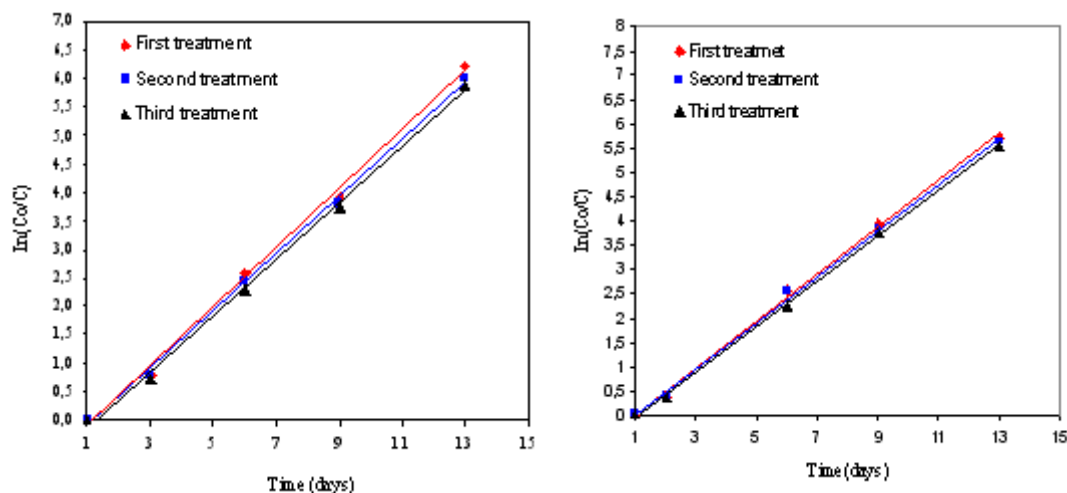 7,0
6,5
6,0
5,5
5,0
4,5
4,0
3,5
3,0
2,5
2,0
1,5
1,0
0,5
0,0
ln(Co/C)
First treatment
Second treatment
Third treatment
1 3 5 7 9 11 13 15
Time (days)
8
7,5
7
6,5
6
5,5
5
4,5
4
3,5
3
2,5
2
1,5
1
0,5
0
ln(Co/C)
First treatmet
Second treatment
Third treatment
1 3 5 7 9 11 13 15
Time (days)